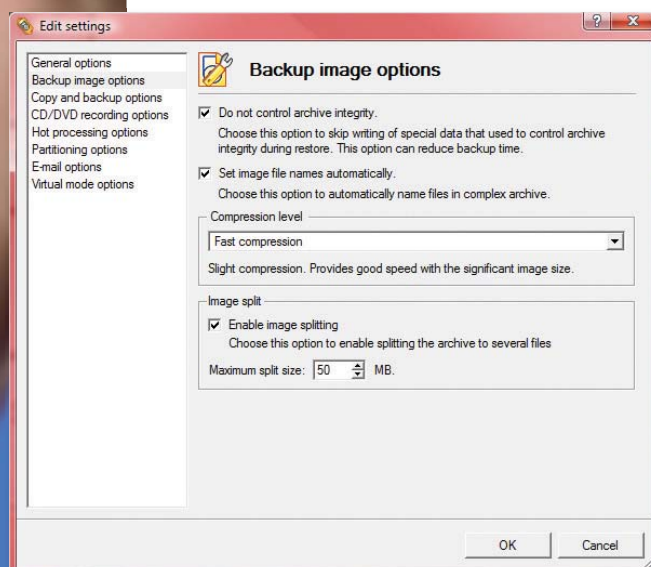 Edit settings
General options
Backup image options
Copy and backup options
CD/DVD recording options
Hot processing options
Partitioning options
E-mail options
Virtual mode options
Backup image options
Do not control archive integrity.
Choose this option to skip writing of special data that used to control archive
integrity during restore. This option can reduce backup time.
Set image file names automatically.
Choose this option to automatically name files in complex archive.
Compression level
Fast compression
Slight compression. Provides good speed with the significant image size.
Image split
Enable image splitting
Choose this option to enable splitting the archive to several files
Maximum split size: 50 MB.
OK Cancel